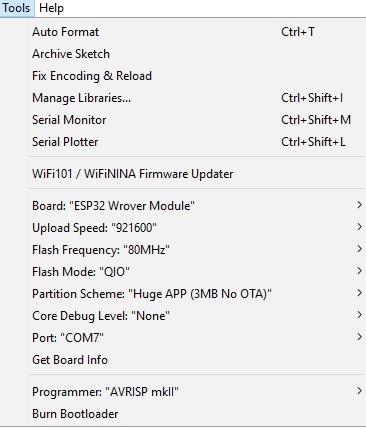 Tools Help
Auto Format Ctrl+T
Archive Sketch
Fix Encoding & Reload
Manage Libraries... Ctrl+Shift+I
Serial Monitor Ctrl+Shift+M
Serial Plotter Ctrl+Shift+L
WiFi101 / WiFiNINA Firmware Updater
Board: "ESP32 Wrover Module"
Upload Speed: "921600"
Flash Frequency: "80MHz"
Flash Mode: "QIO"
Partition Scheme: "Huge APP (3MB No OTA)"
Core Debug Level: "None"
Port: "COM7"
Get Board Info
Programmer: "AVRISP mkII"
Burn Bootloader